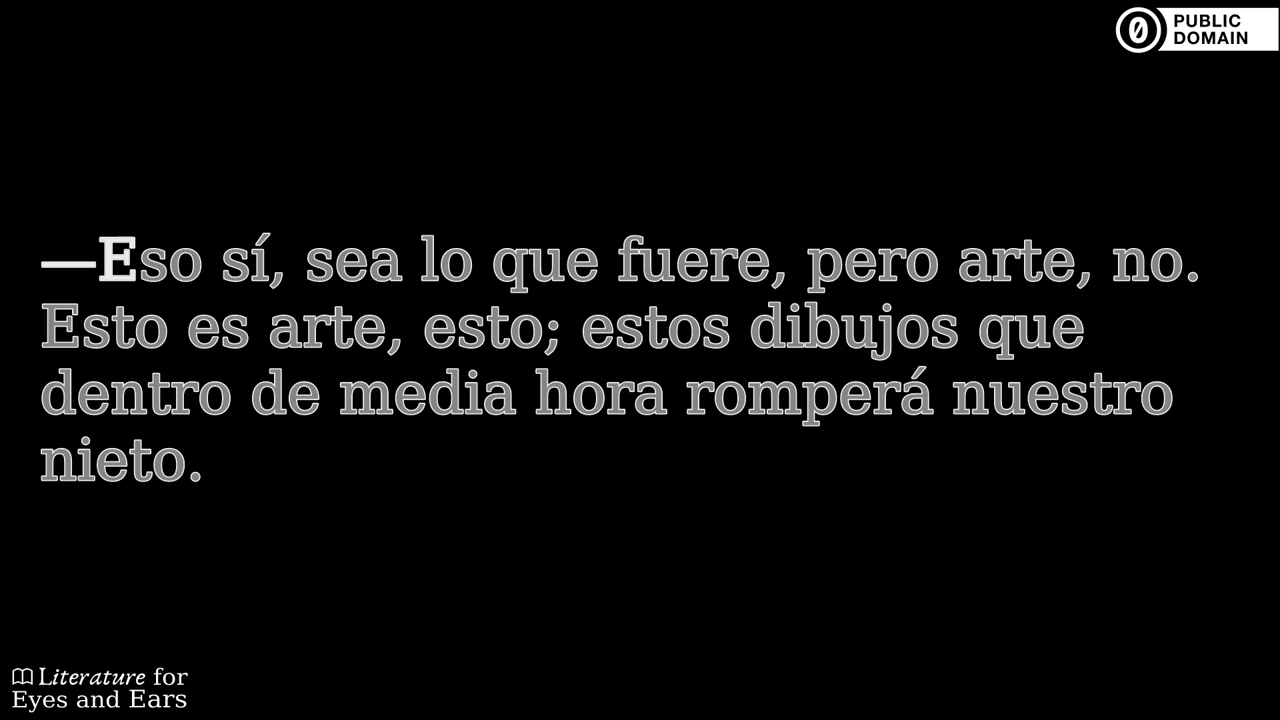 PUBLIC
DOMAIN
—Eso sí, sea lo que fuere, pero arte, no.
Esto es arte, esto; estos dibujos que
dentro de media hora romperá nuestro
nieto.
Literature for
Eyes and Ears